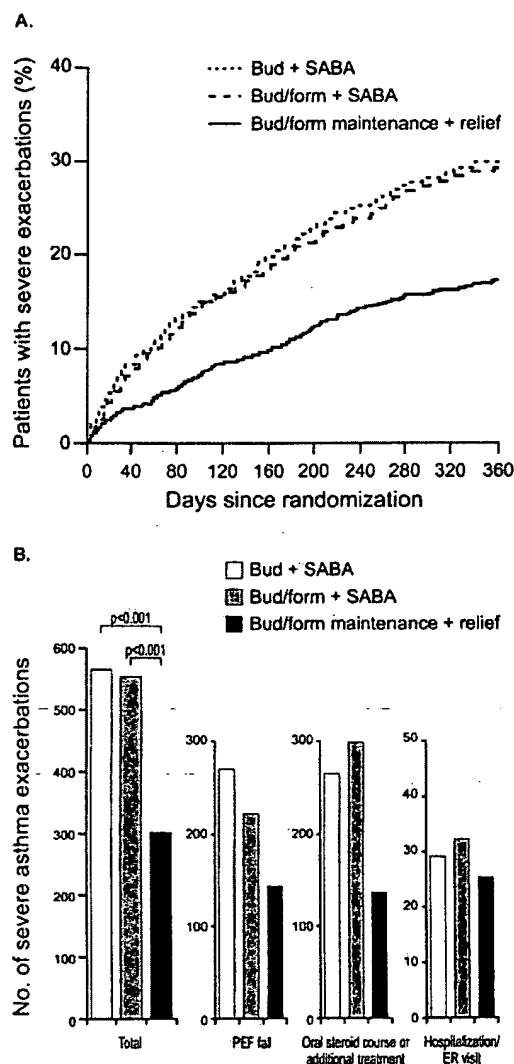 A.
Patients with severe exacerbations (%)
40
30
20
10
0
Bud + SABA
Bud/form + SABA
Bud/form maintenance + relief
0 40 80 120 160 200 240 280 320 360
Days since randomization
B.
Bud + SABA
Bud/form + SABA
Bud/form maintenance + relief
No. of severe asthma exacerbations
p<0.001
p<0.001
600
500
400
300
200
100
0
Total
300
200
100
0
PEF fall
300
200
100
0
Oral steroid course or
additional treatment
50
40
30
20
10
0
Hospitalization/
ER visit